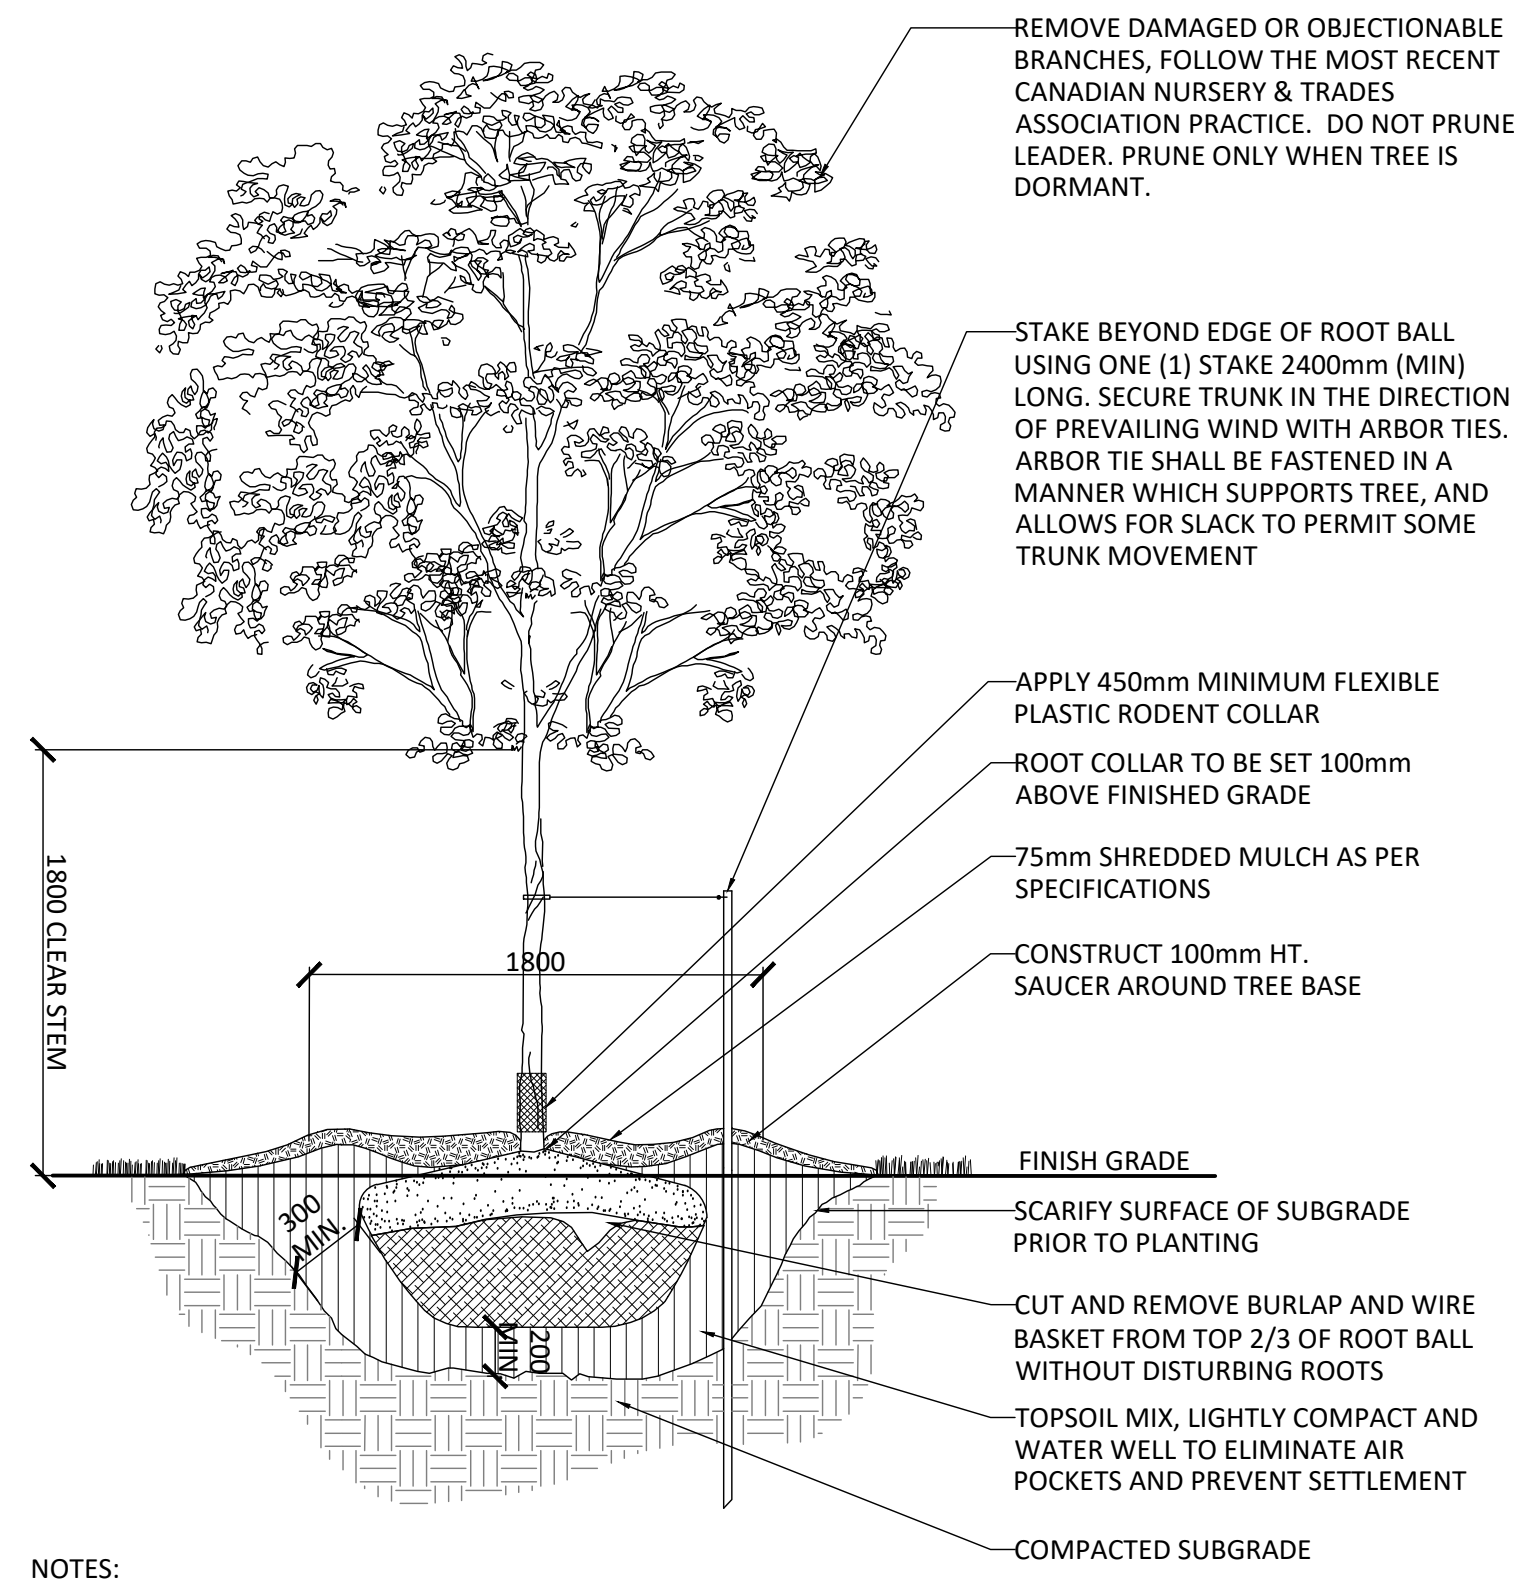 REMOVE DAMAGED OR OBJECTIONABLE
BRANCHES, FOLLOW THE MOST RECENT
CANADIAN NURSERY & TRADES
ASSOCIATION PRACTICE.  DO NOT PRUNE
LEADER. PRUNE ONLY WHEN TREE IS
DORMANT.
STAKE BEYOND EDGE OF ROOT BALL
USING ONE (1) STAKE 2400mm (MIN)
LONG. SECURE TRUNK IN THE DIRECTION
OF PREVAILING WIND WITH ARBOR TIES.
ARBOR TIE SHALL BE FASTENED IN A
MANNER WHICH SUPPORTS TREE, AND
ALLOWS FOR SLACK TO PERMIT SOME
TRUNK MOVEMENT
APPLY 450mm MINIMUM FLEXIBLE
PLASTIC RODENT COLLAR
ROOT COLLAR TO BE SET 100mm
ABOVE FINISHED GRADE
75mm SHREDDED MULCH AS PER
SPECIFICATIONS
CONSTRUCT 100mm HT.
SAUCER AROUND TREE BASE
1800 CLEAR STEM
1800
FINISH GRADE
300
MIN.
200
MIN
SCARIFY SURFACE OF SUBGRADE
PRIOR TO PLANTING
CUT AND REMOVE BURLAP AND WIRE
BASKET FROM TOP 2/3 OF ROOT BALL
WITHOUT DISTURBING ROOTS
TOPSOIL MIX, LIGHTLY COMPACT AND
WATER WELL TO ELIMINATE AIR
POCKETS AND PREVENT SETTLEMENT
COMPACTED SUBGRADE
NOTES: